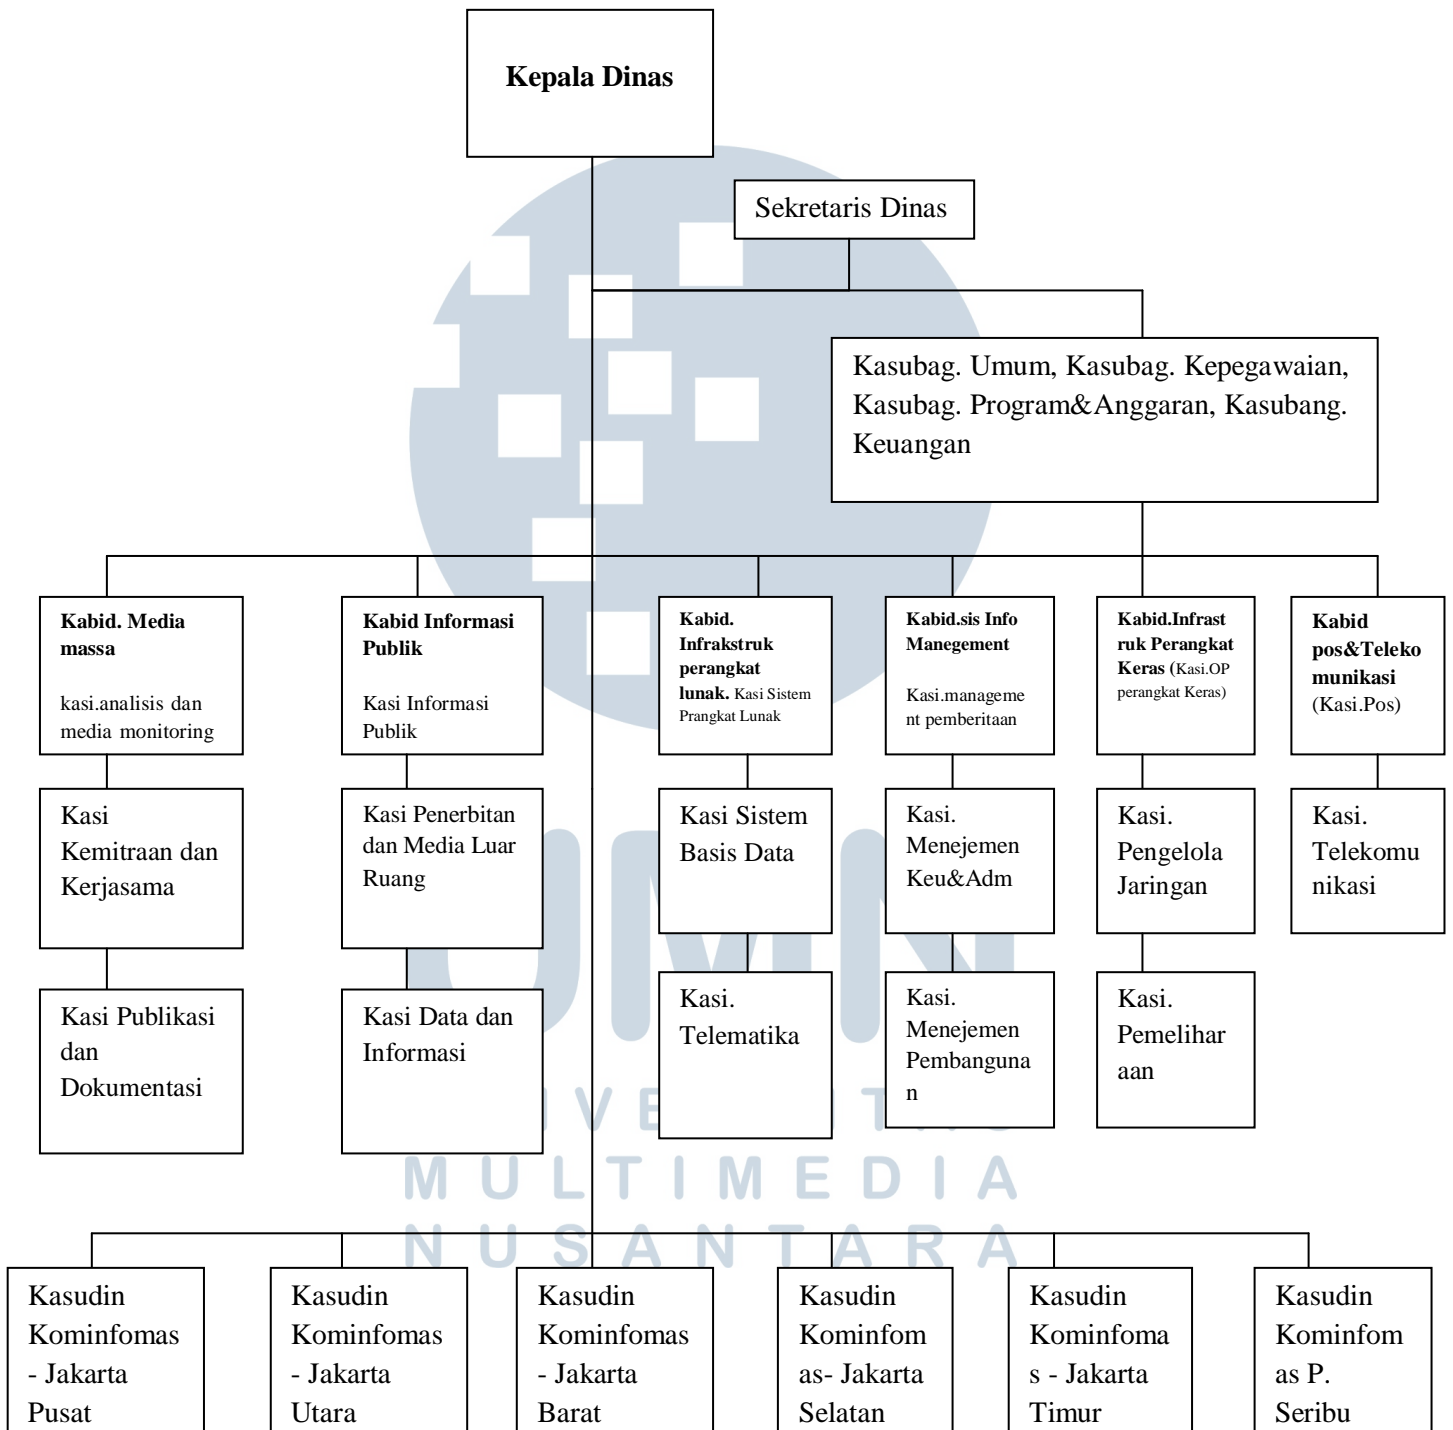 Kepala Dinas
Sekretaris Dinas
Kasubag. Umum, Kasubag. Kepegawaian,
Kasubag. Program&Anggaran, Kasubang.
Keuangan
Kabid. Media
massa
kasi.analisis dan
media monitoring
Kabid Informasi
Publik
Kasi Informasi
Publik
Kabid.
Infrakstruk
perangkat
lunak. Kasi Sistem
Prangkat Lunak
Kabid.sis Info
Manegement
Kasi.manageme
nt pemberitaan
Kabid.Infrast
ruk Perangkat
Keras (Kasi.OP
perangkat Keras)
Kabid
pos&Teleko
munikasi
(Kasi.Pos)
Kasi
Kemitraan dan
Kerjasama
Kasi Penerbitan
dan Media Luar
Ruang
Kasi Sistem
Basis Data
Kasi.
Menejemen
Keu&Adm
Kasi.
Pengelola
Jaringan
Kasi.
Telekomu
nikasi
Kasi Publikasi
dan
Dokumentasi
Kasi Data dan
Informasi
Kasi.
Telematika
Kasi.
Menejemen
Pembanguna
n
Kasi.
Pemelihar
aan
UMN
MULTIMEDIA
NUSANTARA
Kasudin
Kominfomas
- Jakarta
Pusat
Kasudin
Kominfomas
- Jakarta
Utara
Kasudin
Kominfomas
- Jakarta
Barat
Kasudin
Kominfom
as- Jakarta
Selatan
Kasudin
Kominfoma
s - Jakarta
Timur
Kasudin
Kominfom
as P.
Seribu